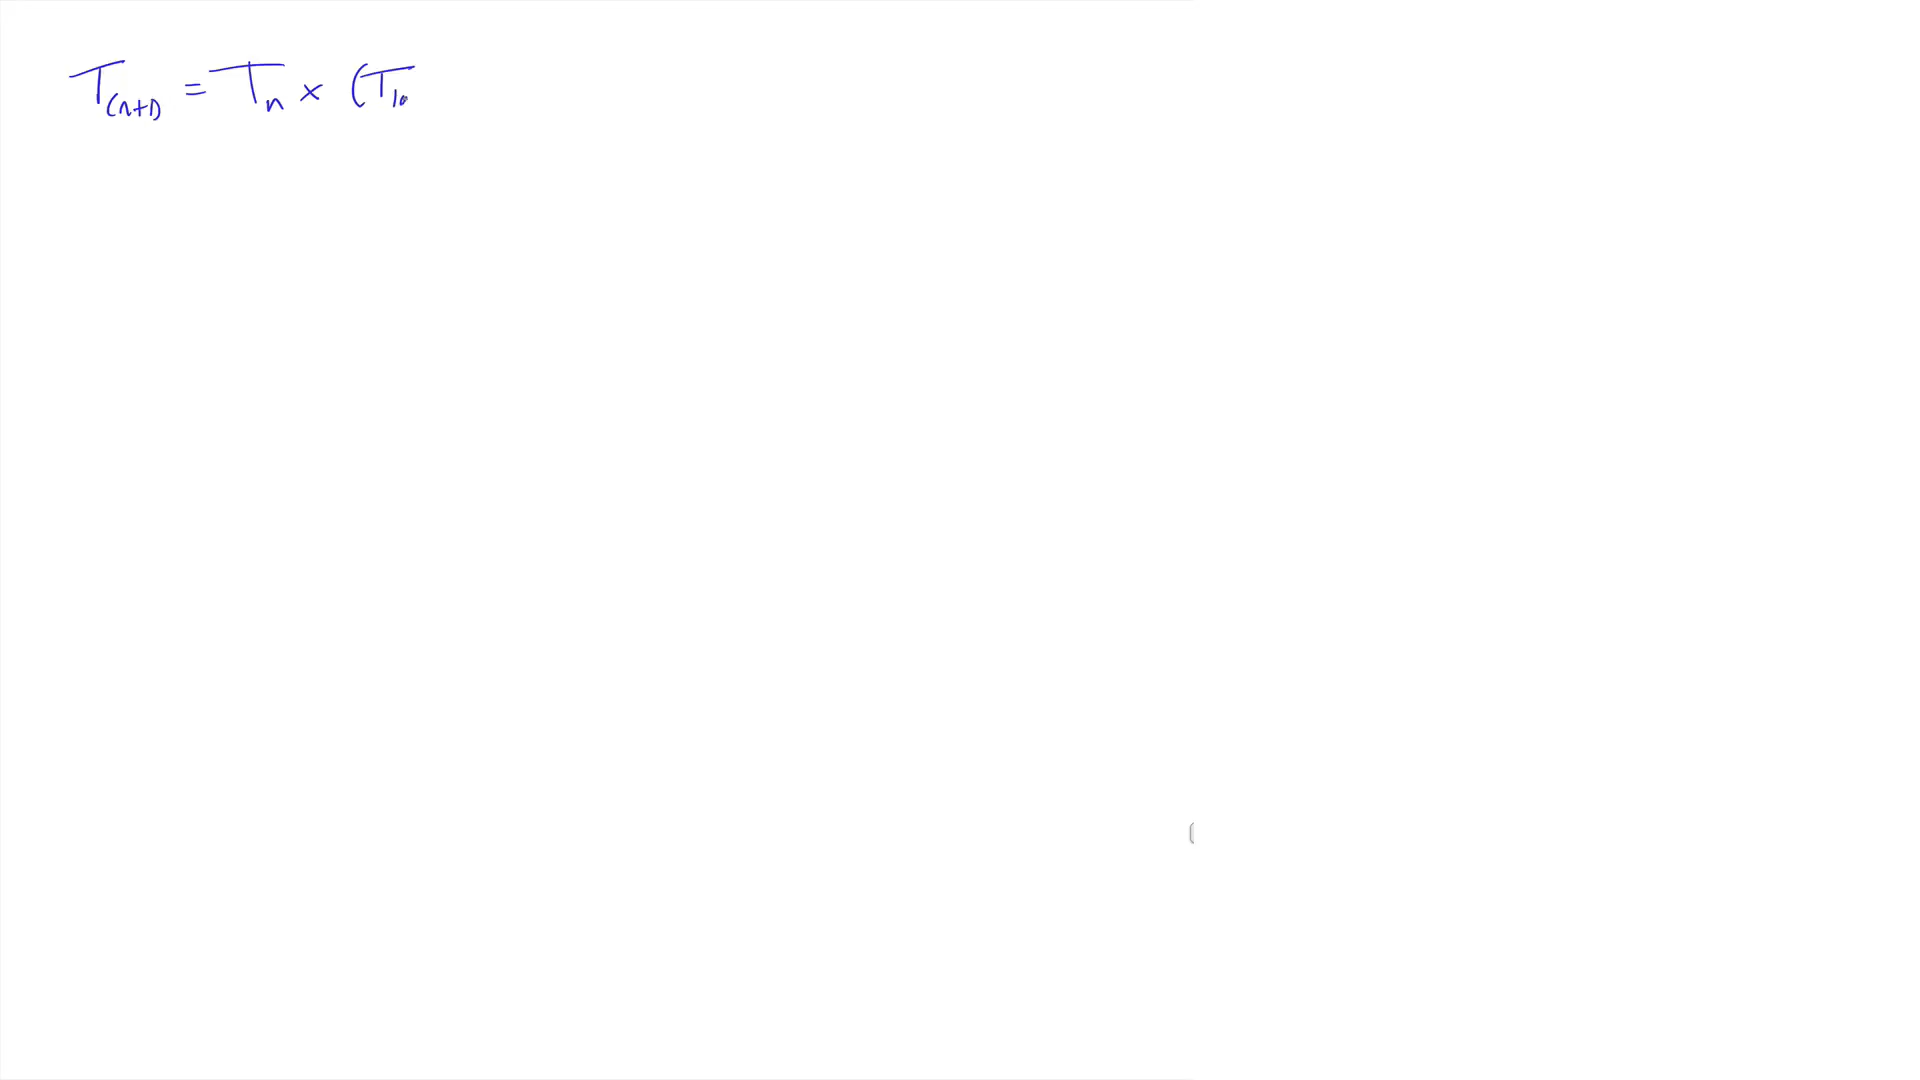 T(n+1) = Tn × (T10